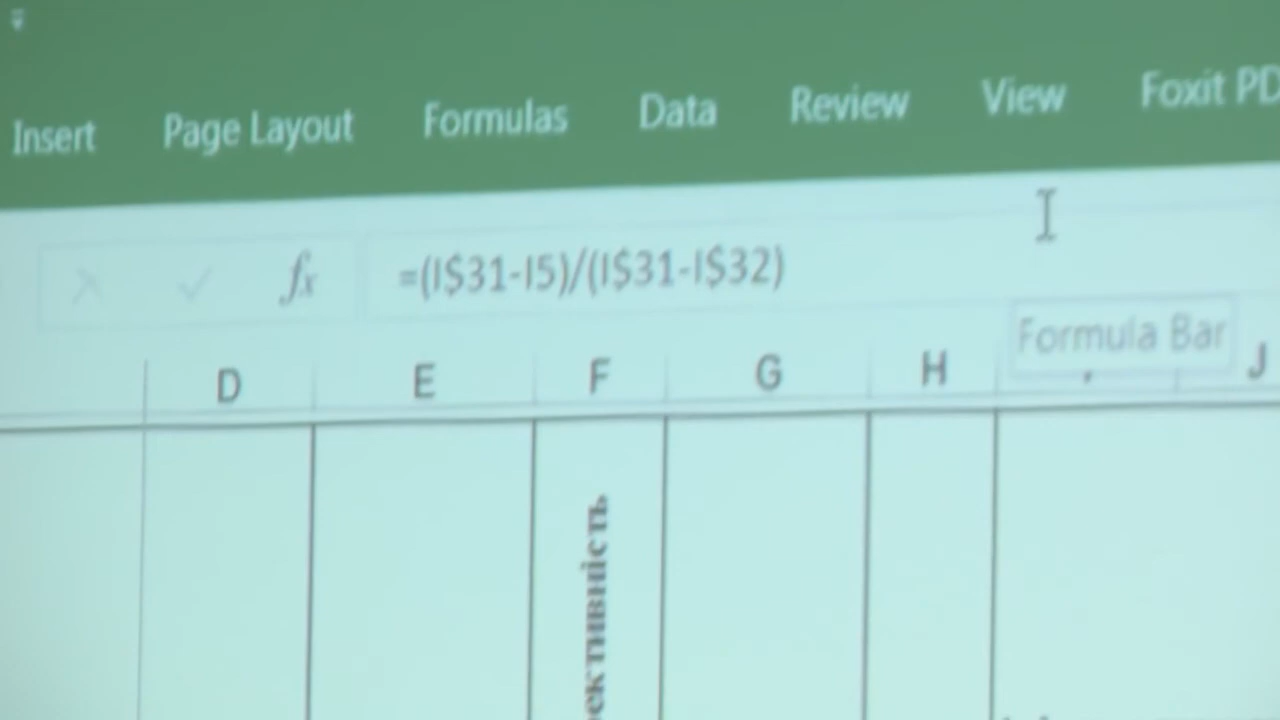 Insert Page Layout Formulas Data Review View Foxit PD
fx =(I$31-I5)/(I$31-I$32)
Formula Bar
D E F G H J
ективність